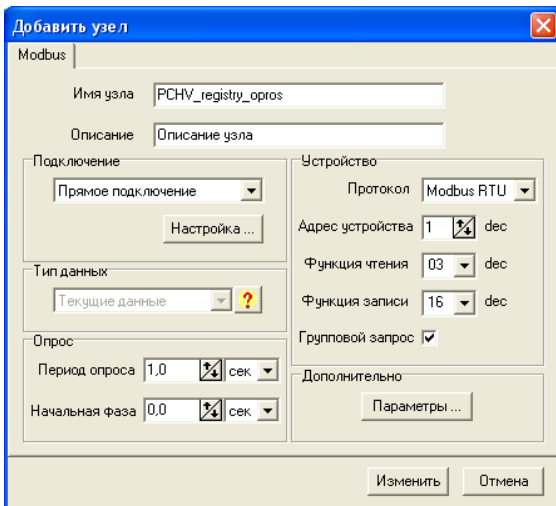 Добавить узел
Modbus
Имя узла PCHV_registry_opros
Описание Описание узла
Подключение
Прямое подключение
Настройка ...
Тип данных
Текущие данные ?
Опрос
Период опроса 1,0 сек
Начальная фаза 0,0 сек
Устройство
Протокол Modbus RTU
Адрес устройства 1 dec
Функция чтения 03 dec
Функция записи 16 dec
Групповой запрос
Дополнительно
Параметры ...
Изменить Отмена